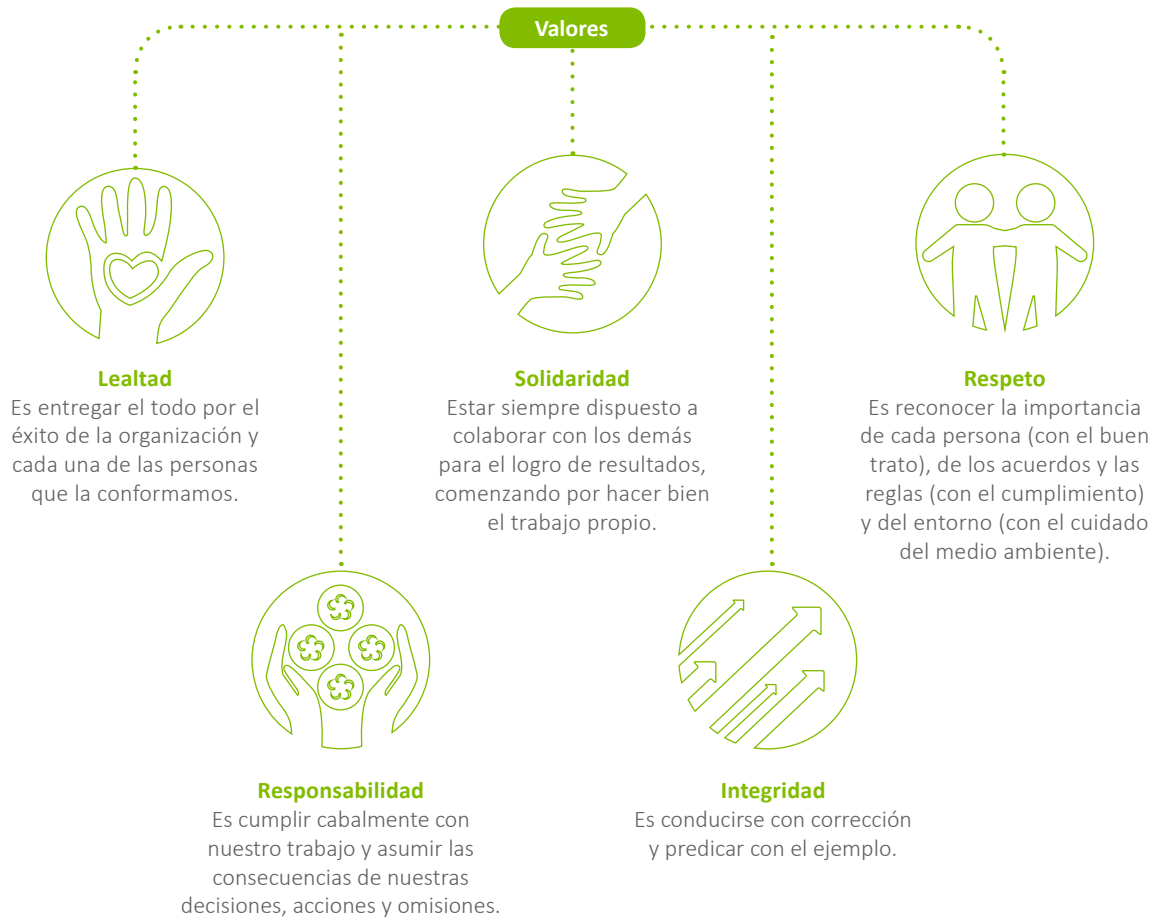 Valores
Lealtad
Es entregar el todo por el
éxito de la organización y
cada una de las personas
que la conformamos.
Solidaridad
Estar siempre dispuesto a
colaborar con los demás
para el logro de resultados,
comenzando por hacer bien
el trabajo propio.
Respeto
Es reconocer la importancia
de cada persona (con el buen
trato), de los acuerdos y las
reglas (con el cumplimiento)
y del entorno (con el cuidado
del medio ambiente).
Responsabilidad
Es cumplir cabalmente con
nuestro trabajo y asumir las
consecuencias de nuestras
decisiones, acciones y omisiones.
Integridad
Es conducirse con corrección
y predicar con el ejemplo.